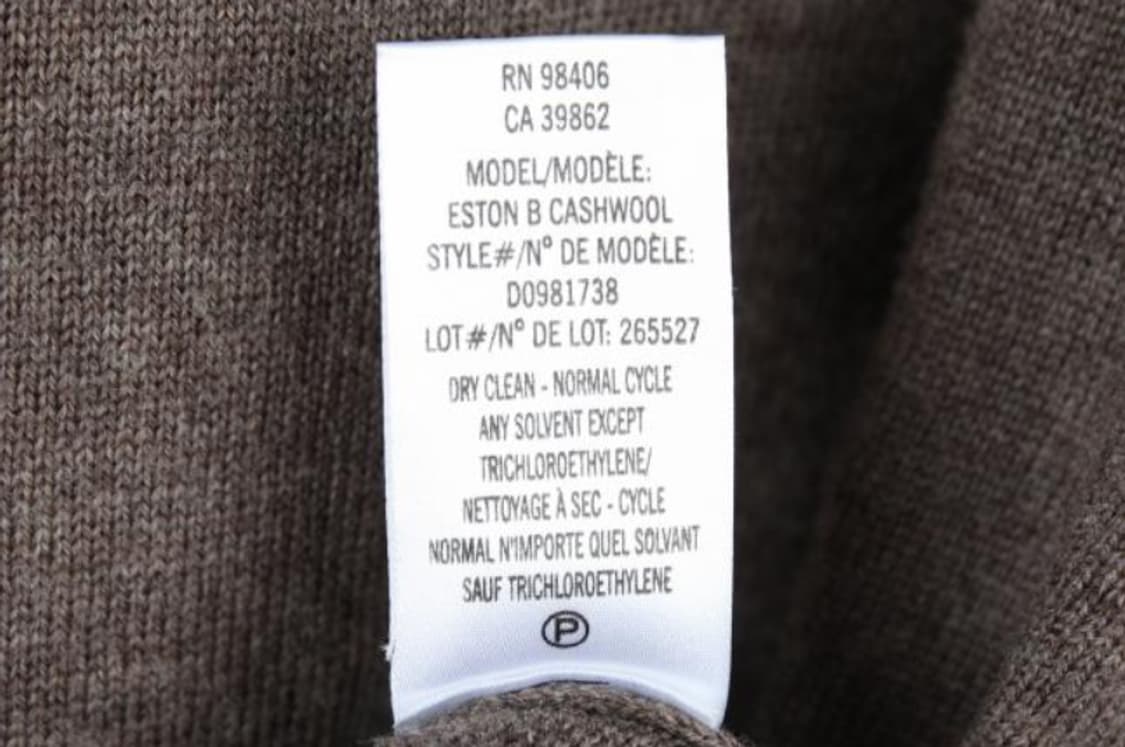 RN 98406
CA 39862
MODEL/MODÈLE:
ESTON B CASHWOOL
STYLE#/N° DE MODÈLE:
D0981738
LOT#/N° DE LOT: 265527
DRY CLEAN - NORMAL CYCLE
ANY SOLVENT EXCEPT
TRICHLOROETHYLENE/
NETTOYAGE À SEC - CYCLE
NORMAL N'IMPORTE QUEL SOLVANT
SAUF TRICHLOROETHYLENE
P